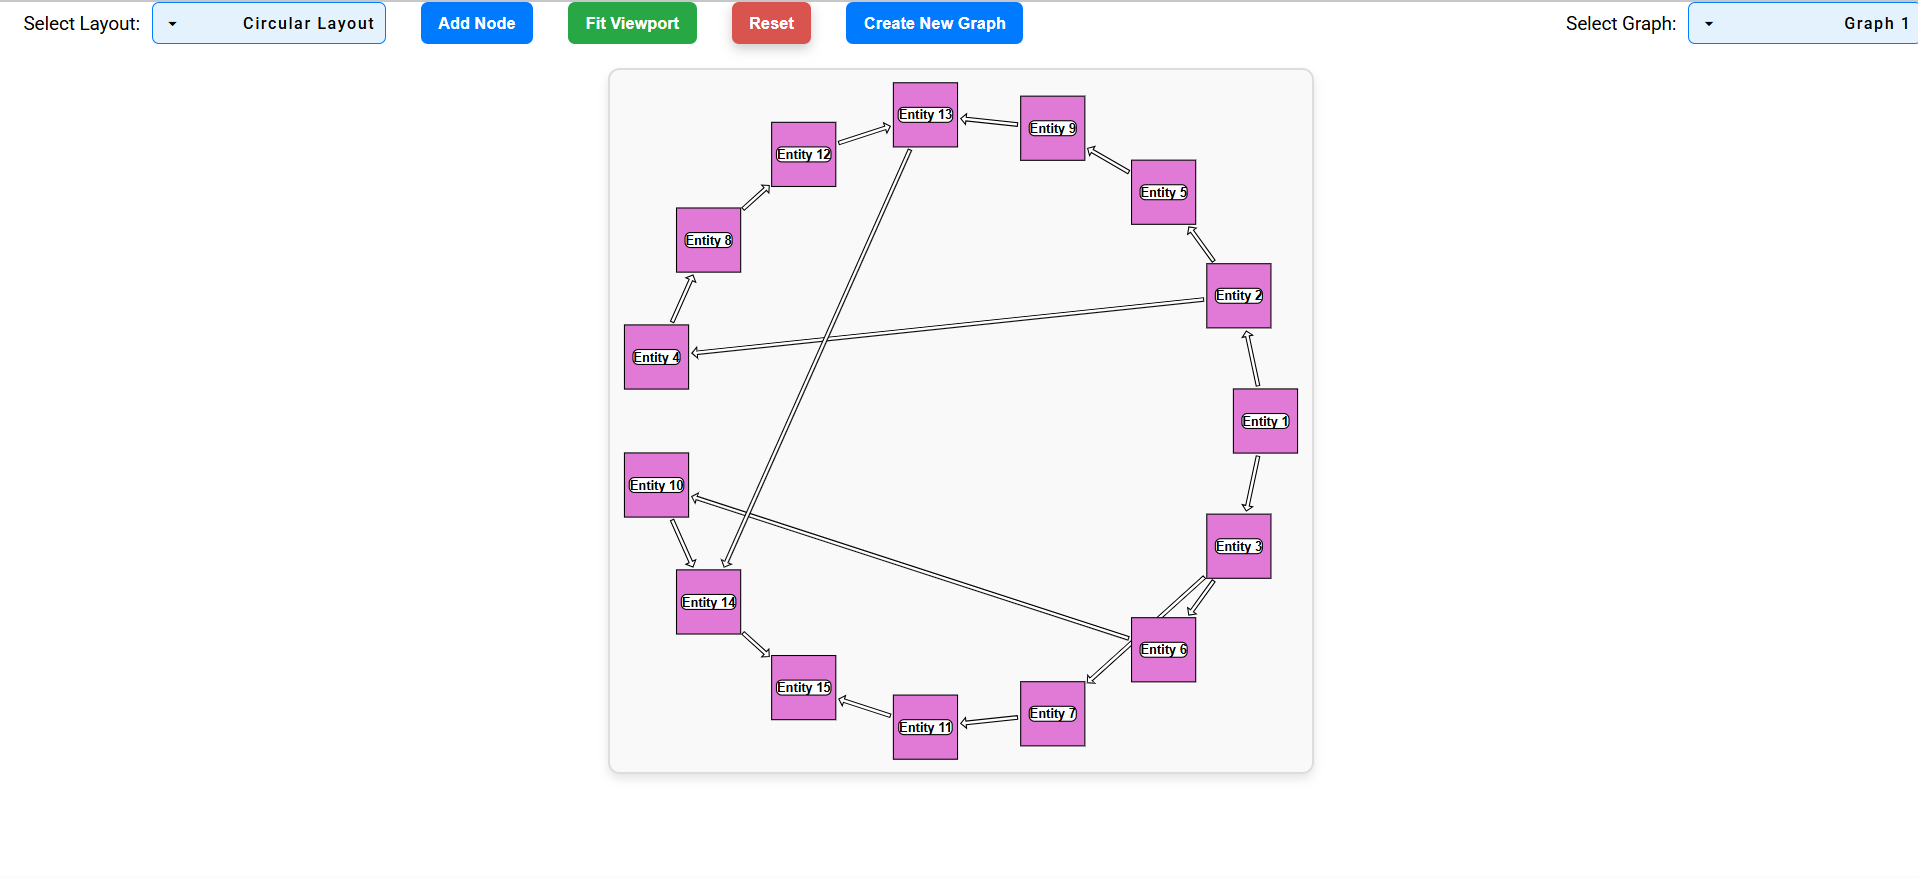 Select Layout:
Circular Layout
Add Node
Fit Viewport
Reset
Create New Graph
Select Graph:
Graph 1
Entity 13
Entity 9
Entity 12
Entity 5
Entity 8
Entity 2
Entity 4
Entity 1
Entity 10
Entity 3
Entity 14
Entity 6
Entity 15
Entity 7
Entity 11